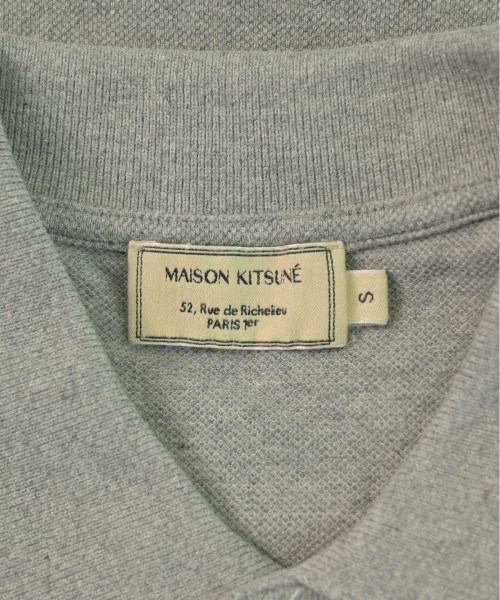 MAISON KITSUNÉ
52, Rue de Richelieu
PARIS 1er
S